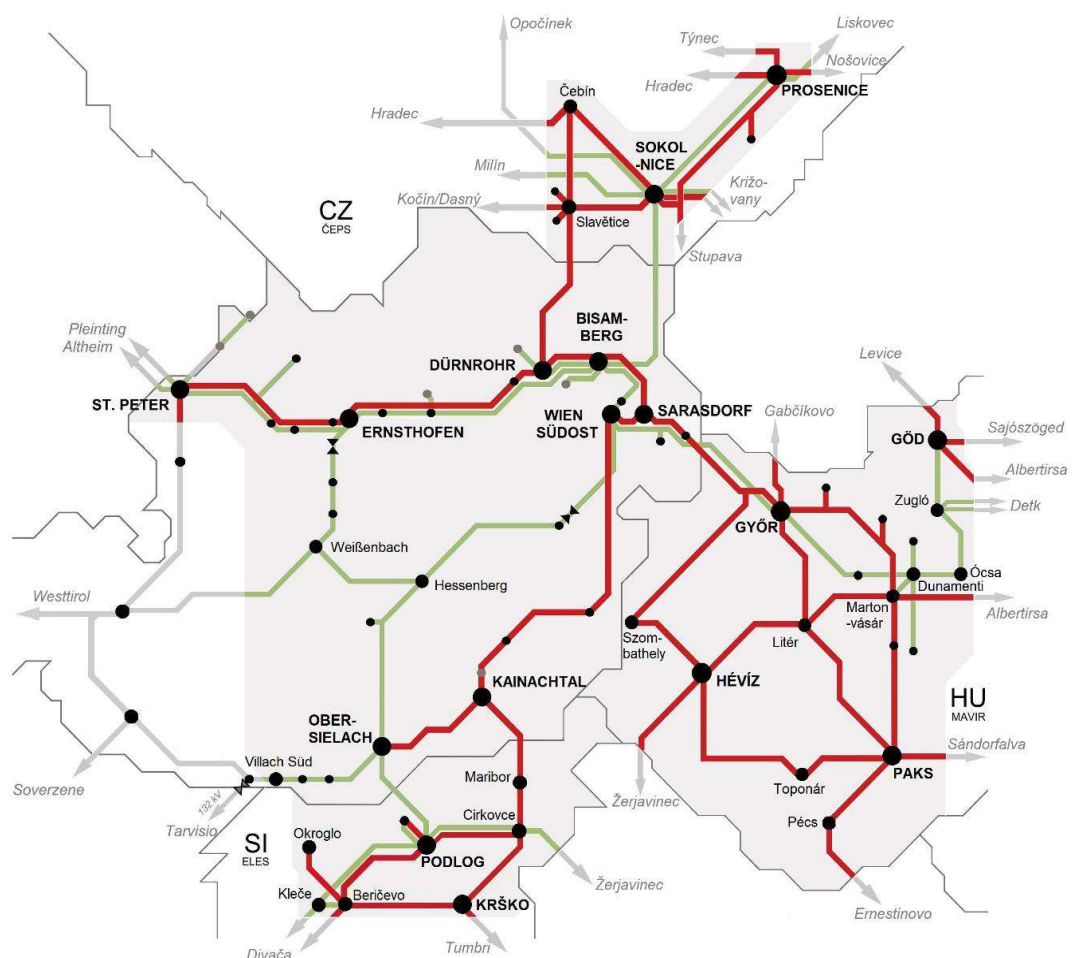 Opočínek
Liskovec
Týnec
Nošovice
Hradec
PROSENICE
Čebín
Hradec
SOKOL
-NICE
Milín
Križo-
vany
Kočín/Dasný
Slavětice
CZ
ČEPS
Stupava
BISAM-
BERG
Pleinting
Altheim
DÜRNROHR
Levice
ST. PETER
ERNSTHOFEN
WIEN
SÜDOST
SARASDORF
Gabčíkovo
GÖD
Sajószöged
Albertirsa
Zugló
Detk
GYŐR
Weißenbach
Hessenberg
Ócsa
Dunamenti
Westtirol
Marton
-vásár
Albertirsa
Szom-
bathely
Litér
HÉVÍZ
KAINACHTAL
HU
MAVIR
OBER-
SIELACH
Sándorfalva
Villach Süd
PAKS
Maribor
Toponár
Soverzene
132 kV
Žerjavinec
Tarvisio
Pécs
Cirkovce
SI
ELES
Okroglo
PODLOG
Žerjavinec
Kleče
Beričevo
KRŠKO
Ernestinovo
Divača
Tumbri